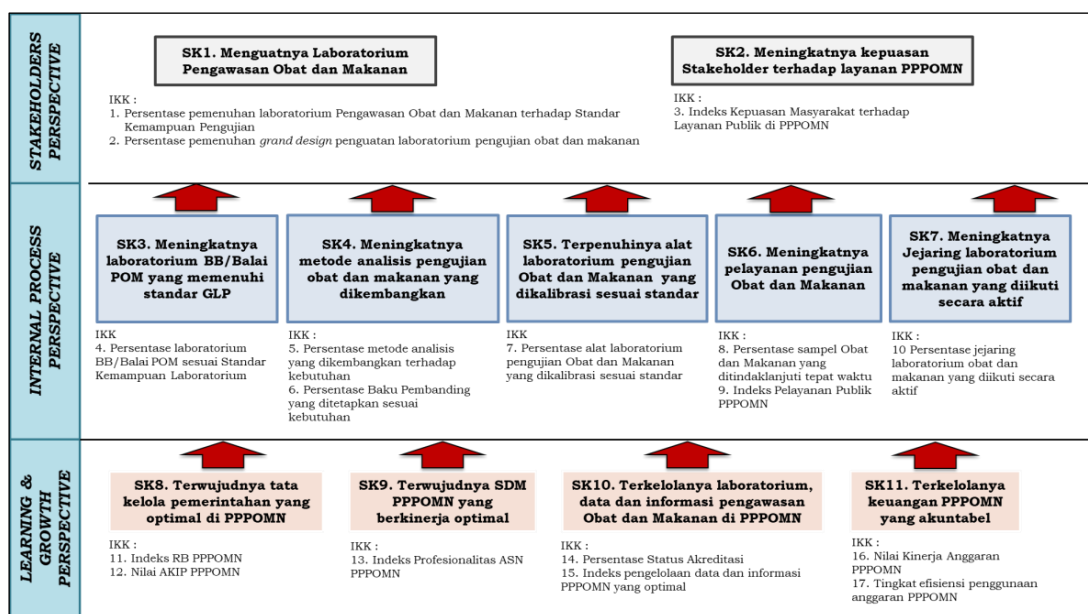 STAKEHOLDERS
PERSPECTIVE
SK1. Menguatnya Laboratorium
Pengawasan Obat dan Makanan
IKK :
1. Persentase pemenuhan laboratorium Pengawasan Obat dan Makanan terhadap Standar
Kemampuan Pengujian
2. Persentase pemenuhan grand design penguatan laboratorium pengujian obat dan makanan
SK2. Meningkatnya kepuasan
Stakeholder terhadap layanan PPPOMN
IKK :
3. Indeks Kepuasan Masyarakat terhadap
Layanan Publik di PPPOMN
INTERNAL PROCESS
PERSPECTIVE
SK3. Meningkatnya
laboratorium BB/Balai
POM yang memenuhi
standar GLP
IKK
4. Persentase laboratorium
BB/Balai POM sesuai Standar
Kemampuan Laboratorium
SK4. Meningkatnya
metode analisis pengujian
obat dan makanan yang
dikembangkan
IKK :
5. Persentase metode analisis
yang dikembangkan terhadap
kebutuhan
6. Persentase Baku Pembanding
yang ditetapkan sesuai
kebutuhan
SK5. Terpenuhinya alat
laboratorium pengujian
Obat dan Makanan yang
dikalibrasi sesuai standar
IKK :
7. Persentase alat laboratorium
pengujian Obat dan Makanan
yang dikalibrasi sesuai standar
SK6. Meningkatnya
pelayanan pengujian
Obat dan Makanan
IKK :
8. Persentase sampel Obat
dan Makanan yang
ditindaklanjuti tepat waktu
9. Indeks Pelayanan Publik
PPPOMN
SK7. Meningkatnya
Jejaring laboratorium
pengujian obat dan
makanan yang diikuti
secara aktif
IKK :
10 Persentase jejaring
laboratorium obat dan
makanan yang diikuti secara
aktif
LEARNING &
GROWTH
PERSPECTIVE
SK8. Terwujudnya tata
kelola pemerintahan yang
optimal di PPPOMN
IKK :
11. Indeks RB PPPOMN
12. Nilai AKIP PPPOMN
SK9. Terwujudnya SDM
PPPOMN yang
berkinerja optimal
IKK :
13. Indeks Profesionalitas ASN
PPPOMN
SK10. Terkelolanya laboratorium,
data dan informasi pengawasan
Obat dan Makanan di PPPOMN
IKK :
14. Persentase Status Akreditasi
15. Indeks pengelolaan data dan informasi
PPPOMN yang optimal
SK11. Terkelolanya
keuangan PPPOMN
yang akuntabel
IKK :
16. Nilai Kinerja Anggaran
PPPOMN
17. Tingkat efisiensi penggunaan
anggaran PPPOMN